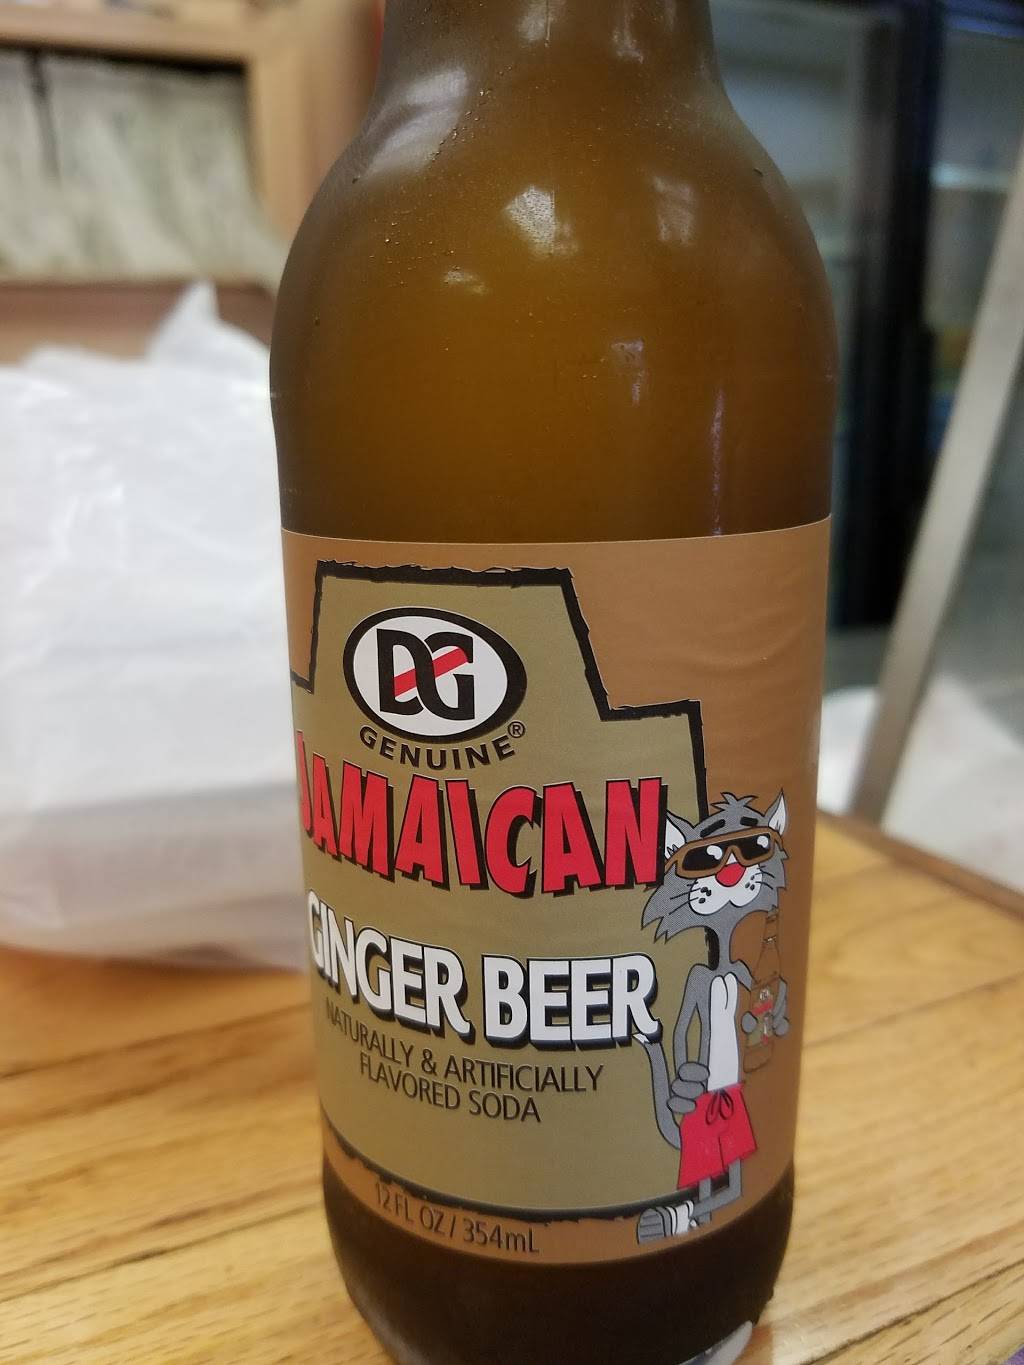 DG
GENUINE®
JAMAICAN
GINGER BEER
NATURALLY & ARTIFICIALLY
FLAVORED SODA
12 FL OZ / 354mL